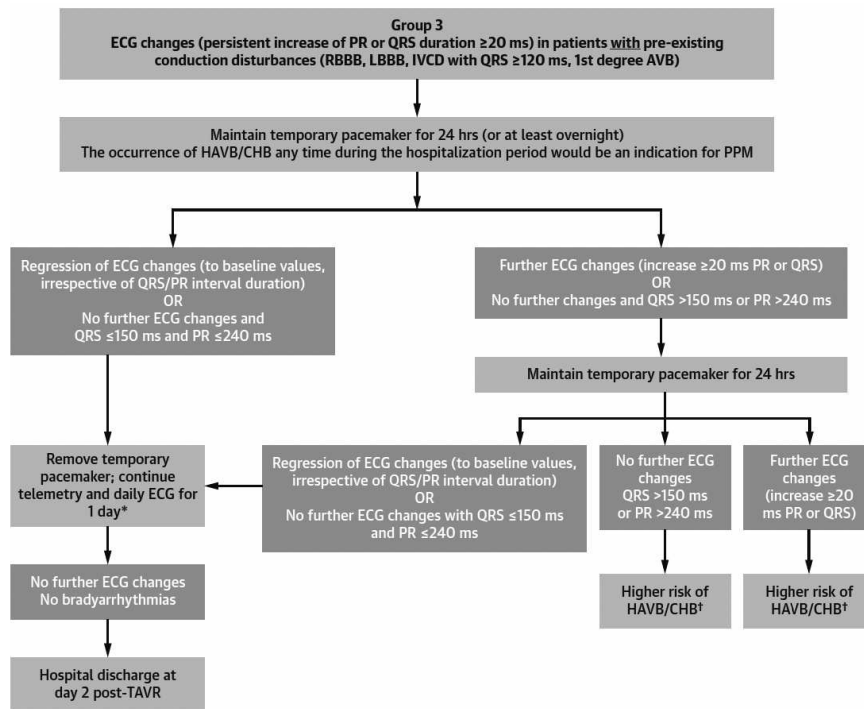 Group 3
ECG changes (persistent increase of PR or QRS duration ≥20 ms) in patients with pre-existing
conduction disturbances (RBBB, LBBB, IVCD with QRS ≥120 ms, 1st degree AVB)
Maintain temporary pacemaker for 24 hrs (or at least overnight)
The occurrence of HAVB/CHB any time during the hospitalization period would be an indication for PPM
Regression of ECG changes (to baseline values,
irrespective of QRS/PR interval duration)
OR
No further ECG changes and
QRS ≤150 ms and PR ≤240 ms
Further ECG changes (increase ≥20 ms PR or QRS)
OR
No further changes and QRS >150 ms or PR >240 ms
Maintain temporary pacemaker for 24 hrs
Remove temporary
pacemaker; continue
telemetry and daily ECG for
1 day*
Regression of ECG changes (to baseline values,
irrespective of QRS/PR interval duration)
OR
No further ECG changes with QRS ≤150 ms
and PR ≤240 ms
No further ECG
changes
QRS >150 ms
or PR >240 ms
Further ECG
changes
(increase ≥20
ms PR or QRS)
No further ECG changes
No bradyarrhythmias
Higher risk of
HAVB/CHB†
Higher risk of
HAVB/CHB†
Hospital discharge at
day 2 post-TAVR